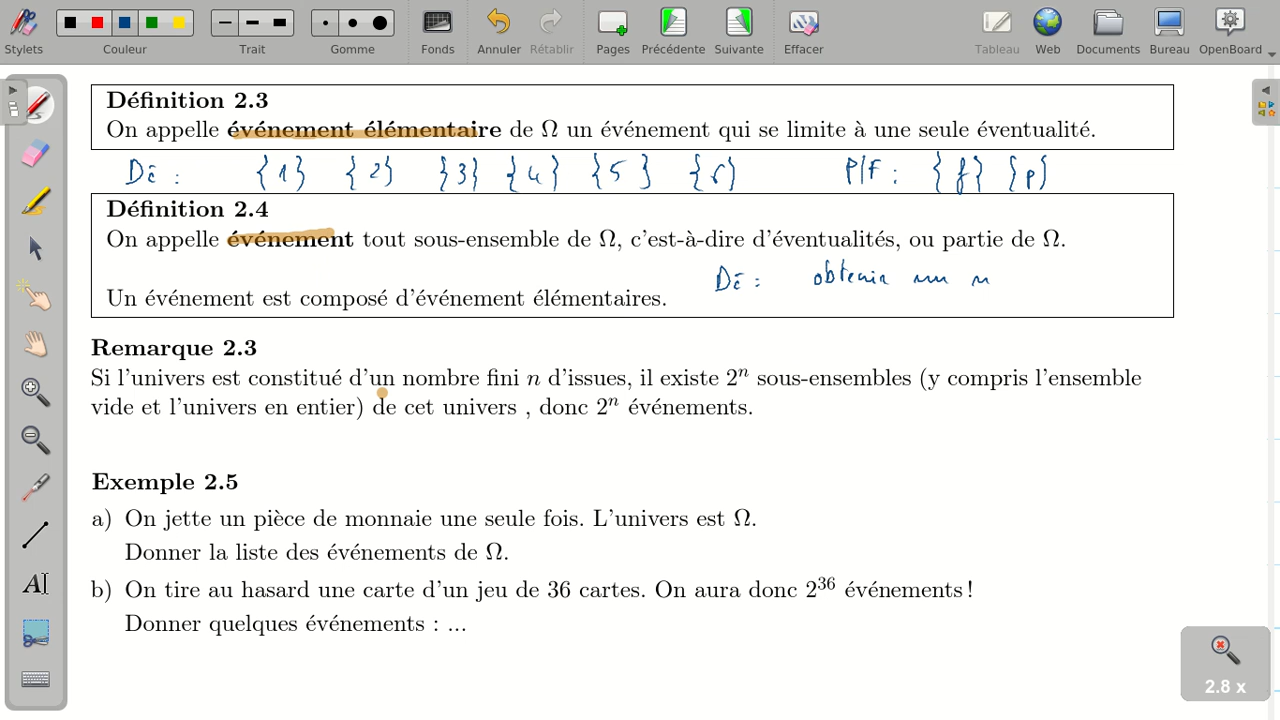 Stylets Couleur Trait Gomme Fonds Annuler Rétablir Pages Précédente Suivante Effacer Tableau Web Documents Bureau OpenBoard
Définition 2.3
On appelle événement élémentaire de Ω un événement qui se limite à une seule éventualité.
Dé : {1} {2} {3} {4} {5} {6} P/F : {f} {p}
Définition 2.4
On appelle événement tout sous-ensemble de Ω, c'est-à-dire d'éventualités, ou partie de Ω.
Dé : obtenir un n
Un événement est composé d'événement élémentaires.
Remarque 2.3
Si l'univers est constitué d'un nombre fini n d'issues, il existe 2ⁿ sous-ensembles (y compris l'ensemble
vide et l'univers en entier) de cet univers , donc 2ⁿ événements.
Exemple 2.5
a) On jette un pièce de monnaie une seule fois. L'univers est Ω.
Donner la liste des événements de Ω.
b) On tire au hasard une carte d'un jeu de 36 cartes. On aura donc 2³⁶ événements !
Donner quelques événements : ...
2.8 x